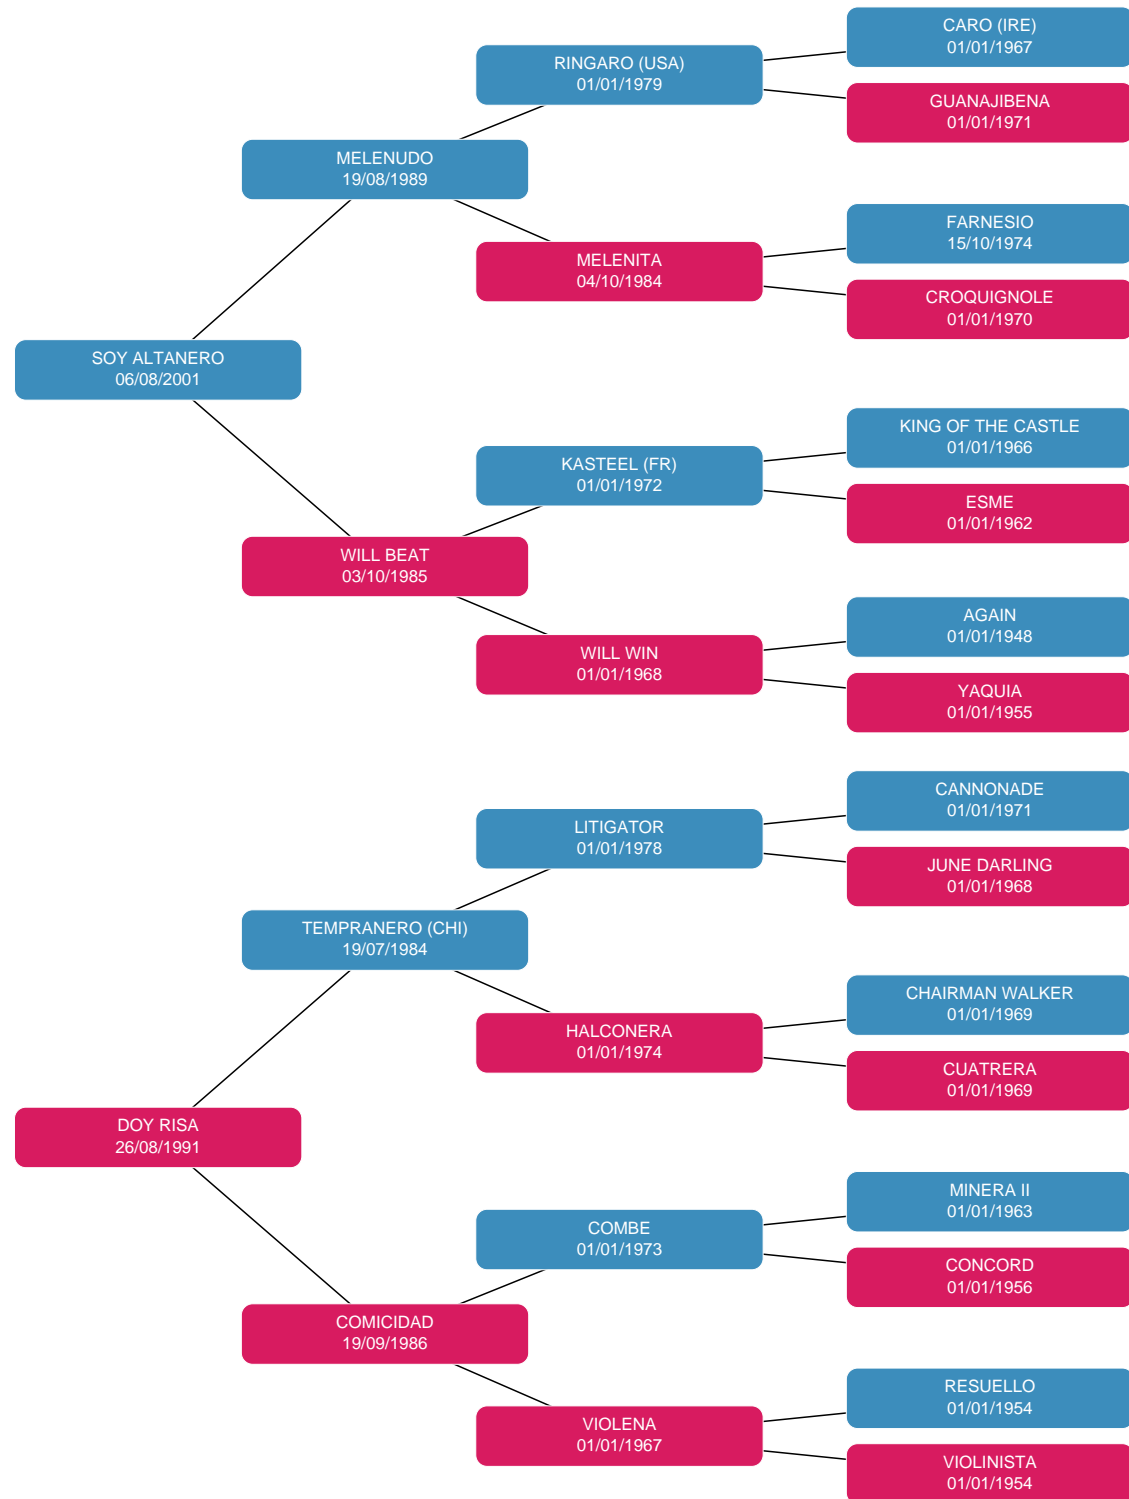 CARO (IRE)
01/01/1967
RINGARO (USA)
01/01/1979
GUANAJIBENA
01/01/1971
MELENUDO
19/08/1989
FARNESIO
15/10/1974
MELENITA
04/10/1984
CROQUIGNOLE
01/01/1970
SOY ALTANERO
06/08/2001
KING OF THE CASTLE
01/01/1966
KASTEEL (FR)
01/01/1972
ESME
01/01/1962
WILL BEAT
03/10/1985
AGAIN
01/01/1948
WILL WIN
01/01/1968
YAQUIA
01/01/1955
CANNONADE
01/01/1971
LITIGATOR
01/01/1978
JUNE DARLING
01/01/1968
TEMPRANERO (CHI)
19/07/1984
CHAIRMAN WALKER
01/01/1969
HALCONERA
01/01/1974
CUATRERA
01/01/1969
DOY RISA
26/08/1991
MINERA II
01/01/1963
COMBE
01/01/1973
CONCORD
01/01/1956
COMICIDAD
19/09/1986
RESUELLO
01/01/1954
VIOLENA
01/01/1967
VIOLINISTA
01/01/1954